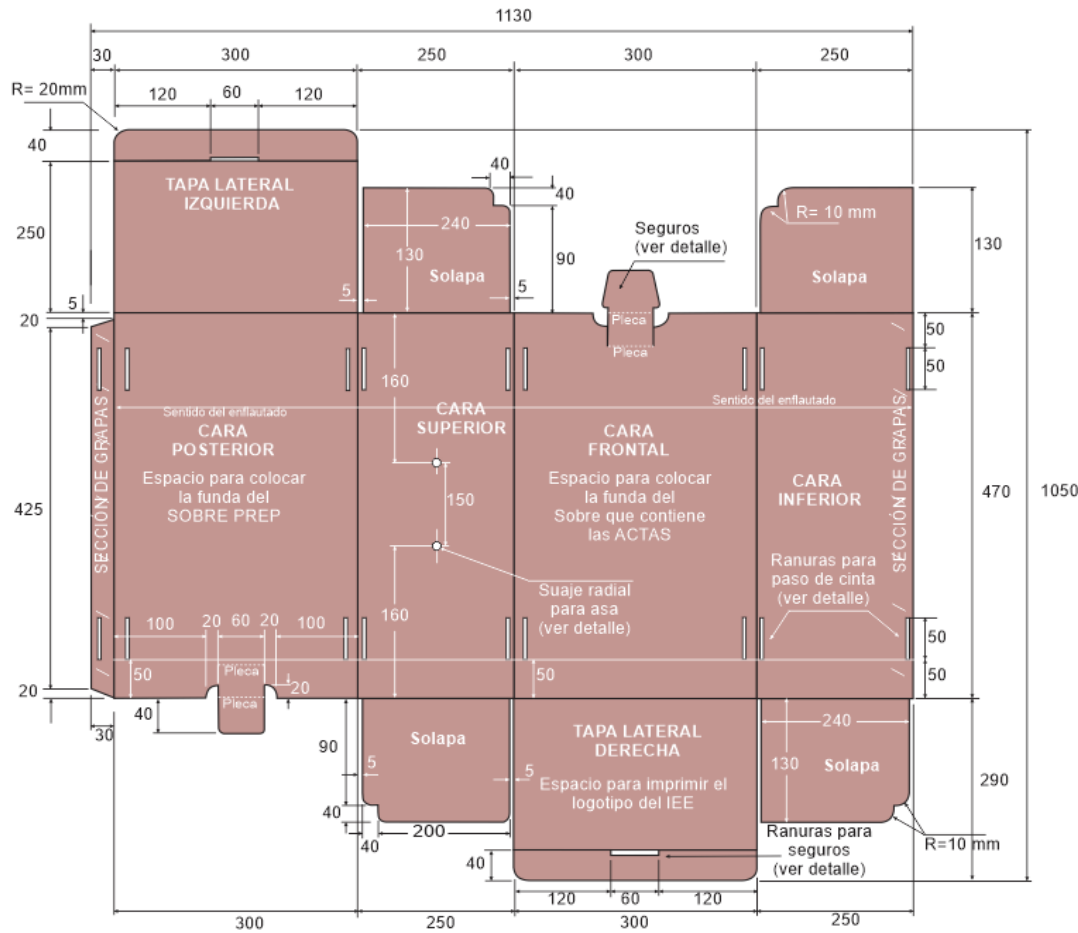 1130
30
300
250
300
250
R= 20mm
120
60
120
40
TAPA LATERAL
IZQUIERDA
250
40
40
240
130
Solapa
90
5
5
Seguros
(ver detalle)
R= 10 mm
Solapa
130
5
20
Pleca
Pleca
50
50
160
Sentido del enflautado
Sentido del enflautado
CARA
POSTERIOR
Espacio para colocar
la funda del
SOBRE PREP
CARA
SUPERIOR
CARA
FRONTAL
Espacio para colocar
la funda del
Sobre que contiene
las ACTAS
CARA
INFERIOR
SECCIÓN DE GRAPAS
SECCIÓN DE GRAPAS
425
150
470
1050
Suaje radial
para asa
(ver detalle)
Ranuras para
paso de cinta
(ver detalle)
160
100
20
60
20
100
50
50
50
50
Pleca
Pleca
20
20
40
30
90
5
Solapa
40
200
40
TAPA LATERAL
DERECHA
Espacio para imprimir el
logotipo del IEE
240
130
Solapa
290
R=10 mm
Ranuras para
seguros
(ver detalle)
40
120
60
120
300
250
300
250